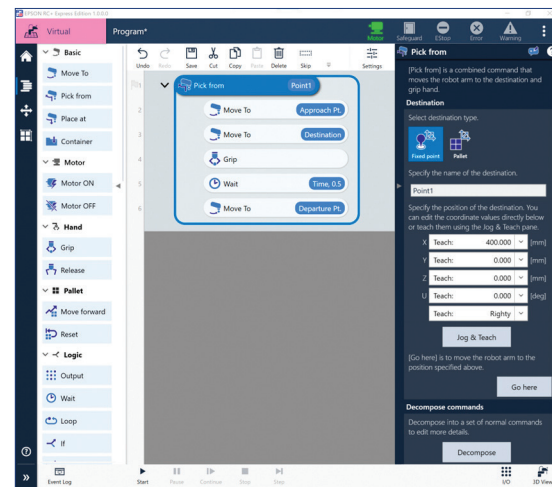 EPSON RC+ Express Edition 1.0.0.0
Virtual
Program*
Motor
Safeguard
EStop
Error
Warning
Basic
Move To
Pick from
Place at
Container
Motor
Motor ON
Motor OFF
Hand
Grip
Release
Pallet
Move forward
Reset
Logic
Output
Wait
Loop
If
Undo
Redo
Save
Cut
Copy
Paste
Delete
Skip
Settings
1
Pick from
Point1
2
Move To
Approach Pt.
3
Move To
Destination
4
Grip
5
Wait
Time, 0.5
6
Move To
Departure Pt.
Pick from
[Pick from] is a combined command that
moves the robot arm to the destination and
grip hand.
Destination
Select destination type.
Fixed point
Pallet
Specify the name of the destination.
Point1
Specify the position of the destination. You
can edit the coordinate values directly below
or teach them using the Jog & Teach pane.
X Teach: 400.000 [mm]
Y Teach: 0.000 [mm]
Z Teach: 0.000 [mm]
U Teach: 0.000 [deg]
Teach: Righty
Jog & Teach
[Go here] is to move the robot arm to the
position specified above.
Go here
Decompose commands
Decompose into a set of normal commands
to edit more details.
Decompose
Event Log
Start
Pause
Continue
Stop
Step
I/O
3D View